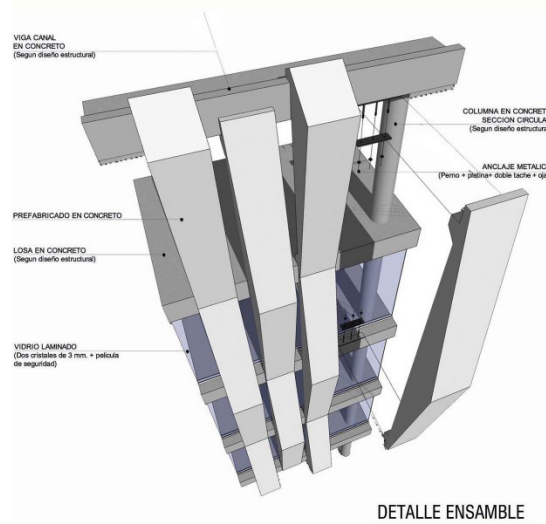 VIGA CANAL
EN CONCRETO
(Segun diseño estructural)
COLUMNA EN CONCRET
SECCION CIRCULA
(Segun diseño estructura
ANCLAJE METALIC
(Perno + platina+ doble tache + oja
PREFABRICADO EN CONCRETO
LOSA EN CONCRETO
(Segun diseño estructural)
VIDRIO LAMINADO
(Dos cristales de 3 mm. + pelicula
de seguridad)
DETALLE ENSAMBLE